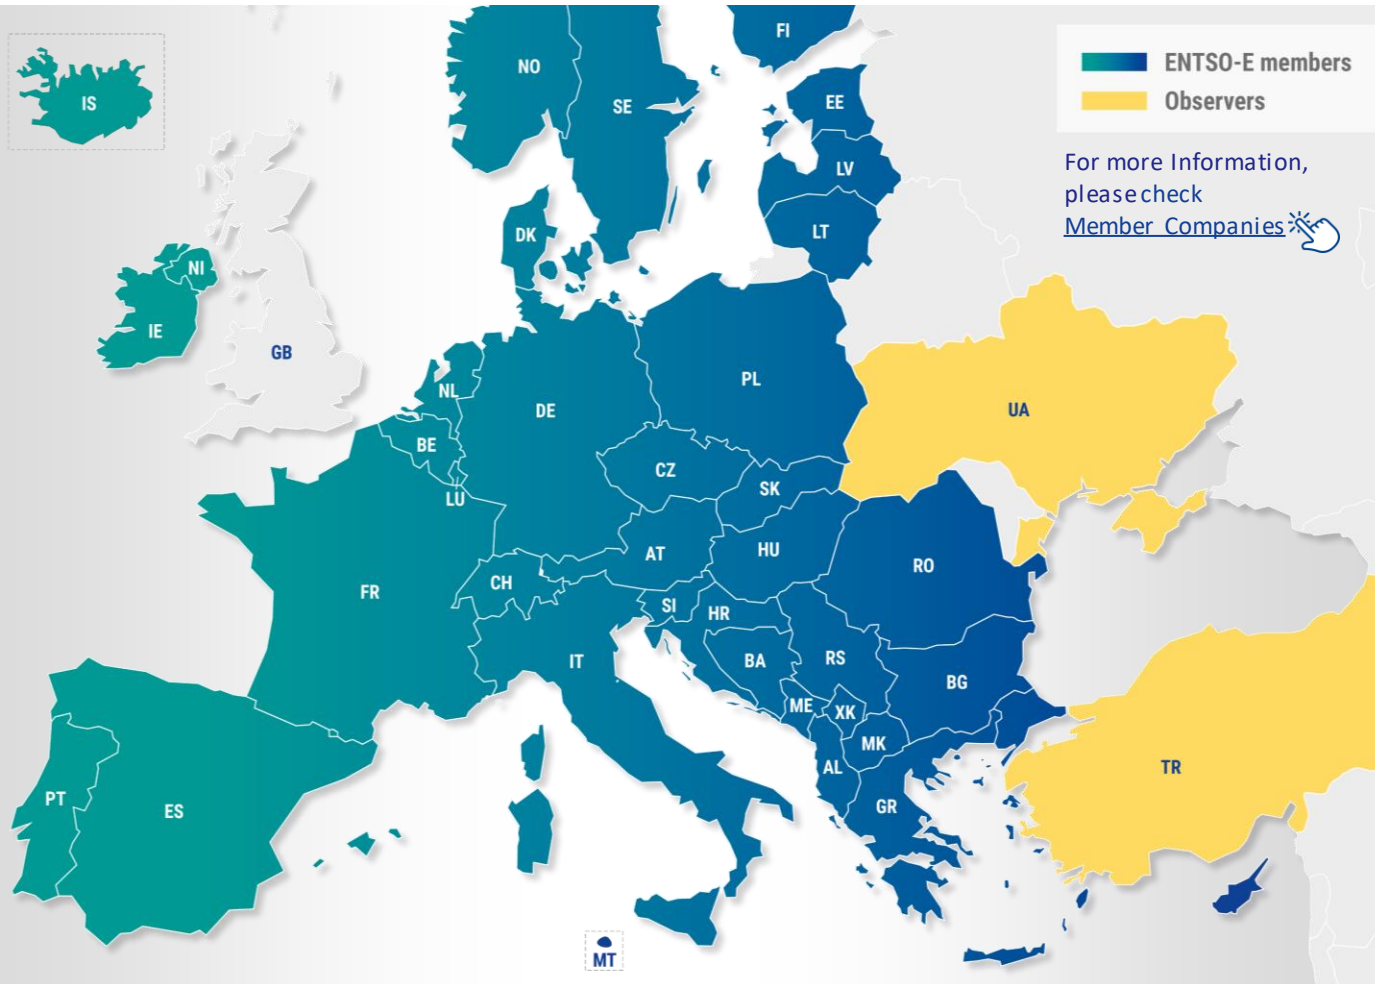 FI
NO
ENTSO-E members
IS
EE
Observers
SE
For more Information,
please check
LV
Member Companies
LT
DK
NI
IE
GB
PL
NL
DE
UA
BE
CZ
SK
LU
AT
HU
RO
CH
FR
SI
HR
IT
BA
RS
BG
ME
XK
MK
AL
TR
PT
GR
ES
MT